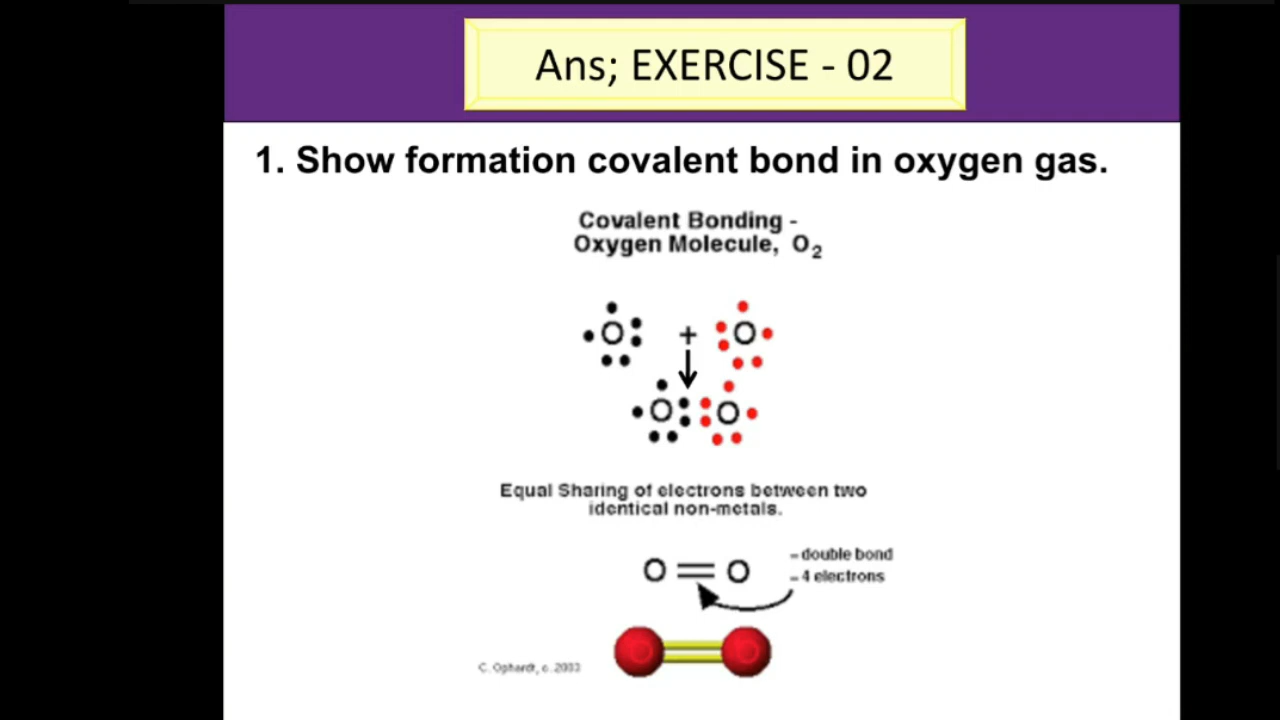 Ans; EXERCISE - 02
1. Show formation covalent bond in oxygen gas.
Covalent Bonding -
Oxygen Molecule, O₂
O + O
O O
Equal Sharing of electrons between two
identical non-metals.
O = O
- double bond
- 4 electrons
C. Ophardt, c. 2003